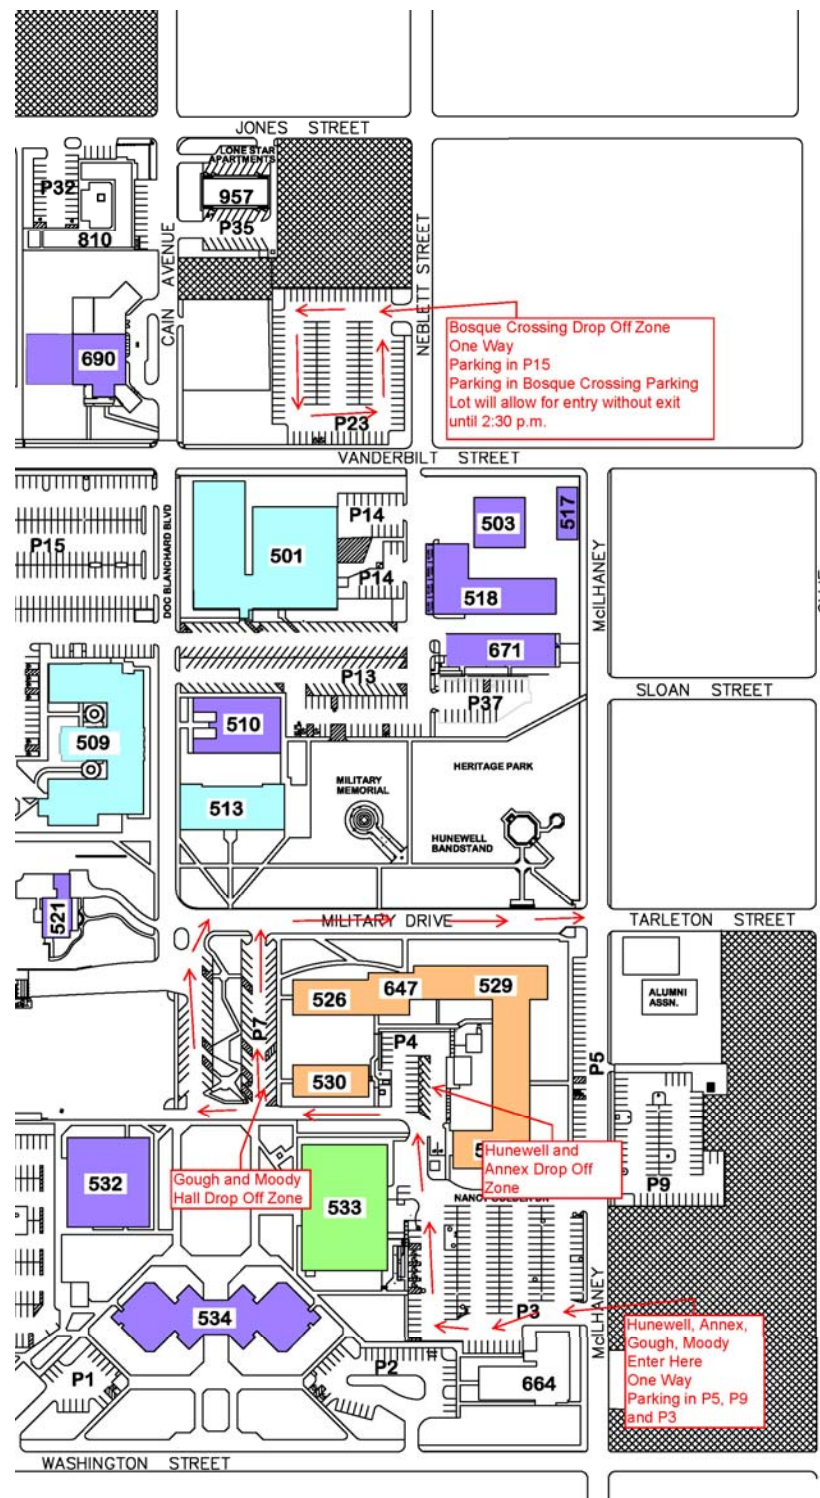 JONES STREET
LONE STAR
APARTMENTS
P32
957
810
P35
CAIN AVENUE
NEBLETT STREET
690
Bosque Crossing Drop Off Zone
One Way
Parking in P15
Parking in Bosque Crossing Parking
Lot will allow for entry without exit
until 2:30 p.m.
P23
VANDERBILT STREET
P15
DOC BLANCHARD BLVD
501
P14
P14
503
517
518
McILHANEY
671
P13
P37
SLOAN STREET
509
510
513
MILITARY
MEMORIAL
HERITAGE PARK
HUNEWELL
BANDSTAND
521
MILITARY DRIVE
TARLETON STREET
526
647
529
ALUMNI
ASSN.
P7
P4
530
P5
532
Gough and Moody
Hall Drop Off Zone
533
Hunewell and
Annex Drop Off
Zone
P9
534
P3
McILHANEY
Hunewell, Annex,
Gough, Moody
Enter Here
One Way
Parking in P5, P9
and P3
P1
P2
664
WASHINGTON STREET